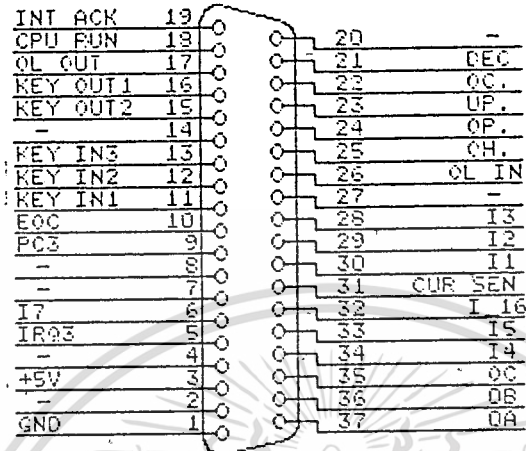 INT ACK 19
CPU RUN 18
OL OUT 17
KEY OUT1 16
KEY OUT2 15
- 14
KEY IN3 13
KEY IN2 12
KEY IN1 11
EOC 10
PC3 9
- 8
- 7
I7 6
IRQ3 5
- 4
+5V 3
- 2
GND 1
20 -
21 DEC
22 OC.
23 UP.
24 OP.
25 OH.
26 OL IN
27 -
28 I3
29 I2
30 I1
31 CUR SEN
32 I 16
33 I5
34 I4
35 OC
36 OB
37 OA